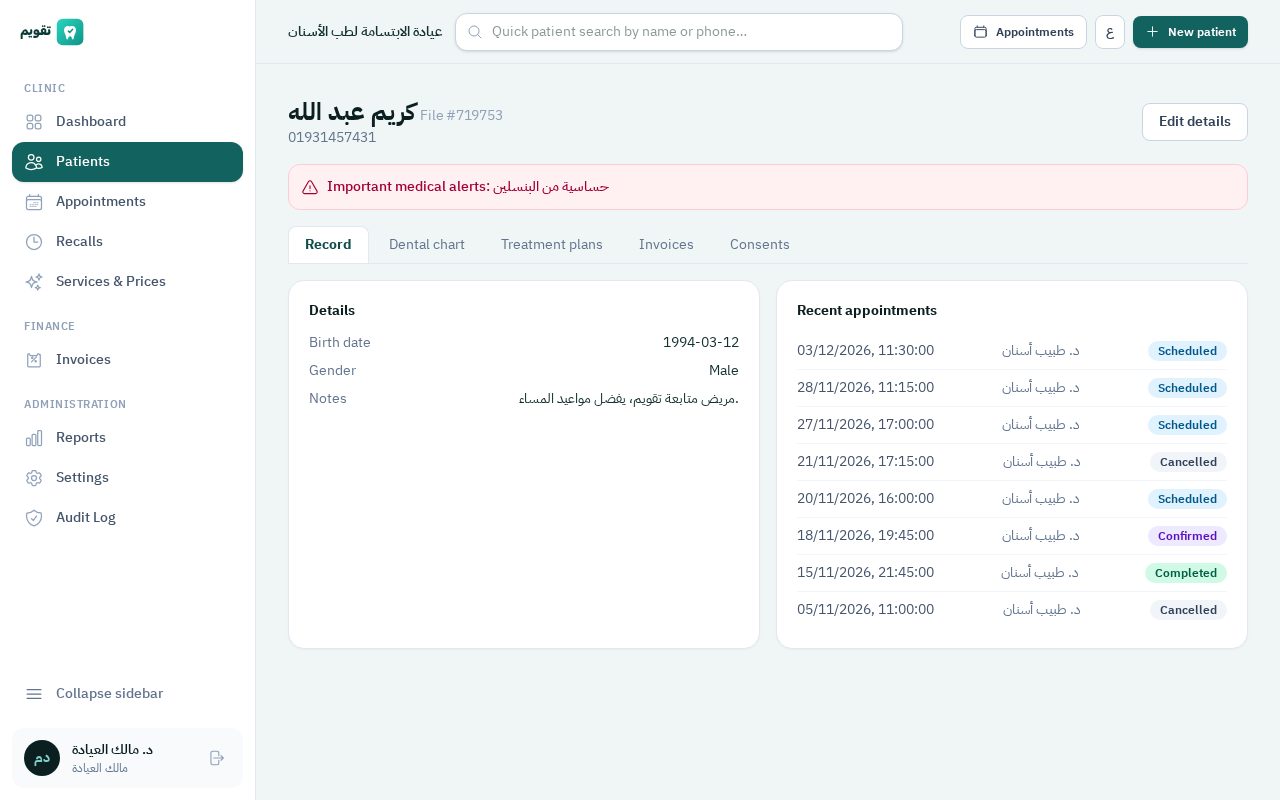 تقويم
CLINIC
Dashboard
Patients
Appointments
Recalls
Services & Prices
FINANCE
Invoices
ADMINISTRATION
Reports
Settings
Audit Log
Collapse sidebar
دم
د. مالك العيادة
مالك العيادة
عيادة الابتسامة لطب الأسنان
Quick patient search by name or phone...
Appointments
ع
New patient
كريم عبد الله File #719753
01931457431
Edit details
Important medical alerts: حساسية من البنسلين
Record Dental chart Treatment plans Invoices Consents
Details
Birth date 1994-03-12
Gender Male
Notes مريض متابعة تقويم، يفضل مواعيد المساء.
Recent appointments
03/12/2026, 11:30:00 د. طبيب أسنان Scheduled
28/11/2026, 11:15:00 د. طبيب أسنان Scheduled
27/11/2026, 17:00:00 د. طبيب أسنان Scheduled
21/11/2026, 17:15:00 د. طبيب أسنان Cancelled
20/11/2026, 16:00:00 د. طبيب أسنان Scheduled
18/11/2026, 19:45:00 د. طبيب أسنان Confirmed
15/11/2026, 21:45:00 د. طبيب أسنان Completed
05/11/2026, 11:00:00 د. طبيب أسنان Cancelled